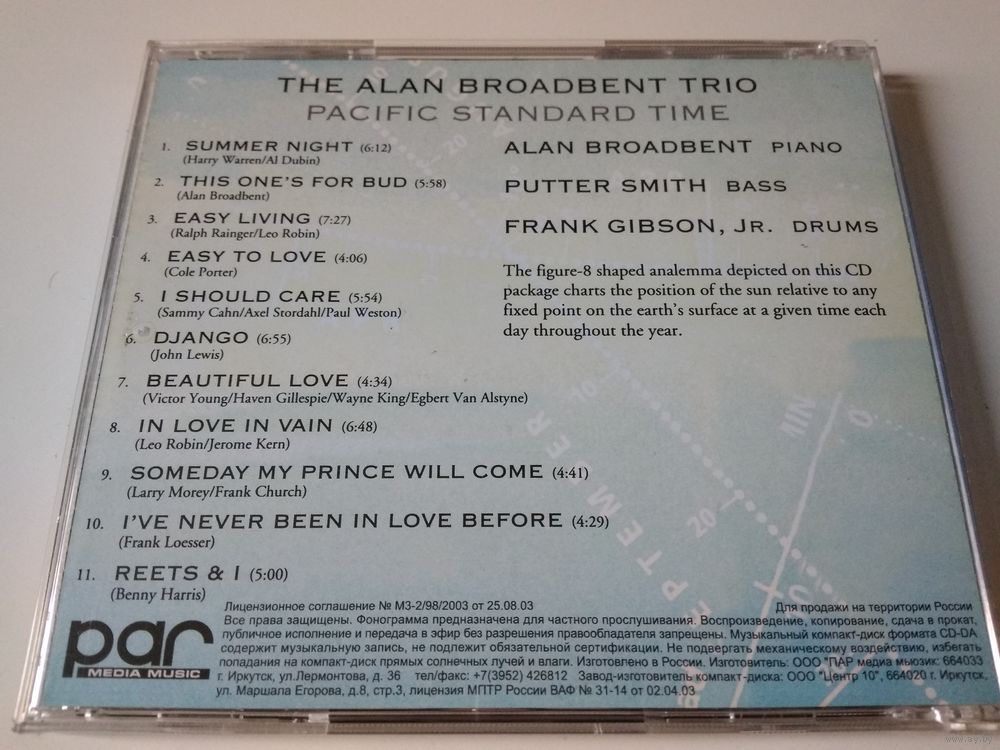 THE ALAN BROADBENT TRIO
PACIFIC STANDARD TIME
1. SUMMER NIGHT (6:12)
(Harry Warren/Al Dubin)
2. THIS ONE'S FOR BUD (5:58)
(Alan Broadbent)
3. EASY LIVING (7:27)
(Ralph Rainger/Leo Robin)
4. EASY TO LOVE (4:06)
(Cole Porter)
5. I SHOULD CARE (5:54)
(Sammy Cahn/Axel Stordahl/Paul Weston)
6. DJANGO (6:55)
(John Lewis)
7. BEAUTIFUL LOVE (4:34)
(Victor Young/Haven Gillespie/Wayne King/Egbert Van Alstyne)
8. IN LOVE IN VAIN (6:48)
(Leo Robin/Jerome Kern)
9. SOMEDAY MY PRINCE WILL COME (4:41)
(Larry Morey/Frank Church)
10. I'VE NEVER BEEN IN LOVE BEFORE (4:29)
(Frank Loesser)
11. REETS & I (5:00)
(Benny Harris)
ALAN BROADBENT PIANO
PUTTER SMITH BASS
FRANK GIBSON, JR. DRUMS
The figure-8 shaped analemma depicted on this CD
package charts the position of the sun relative to any
fixed point on the earth's surface at a given time each
day throughout the year.
20
10
20
EPTEMBER
par
MEDIA MUSIC
Лицензионное соглашение № МЗ-2/98/2003 от 25.08.03 Для продажи на территории России
Все права защищены. Фонограмма предназначена для частного прослушивания. Воспроизведение, копирование, сдача в прокат,
публичное исполнение и передача в эфир без разрешения правообладателя запрещены. Музыкальный компакт-диск формата CD-DA
содержит музыкальную запись, не подлежит обязательной сертификации. Не подвергать механическому воздействию, избегать
попадания на компакт-диск прямых солнечных лучей и влаги. Изготовлено в России. Изготовитель: ООО "ПАР медиа мьюзик: 664033
г. Иркутск, ул.Лермонтова, д. 36 тел/факс: +7(3952) 426812 Завод-изготовитель компакт-диска: ООО "Центр 10", 664020 г. Иркутск,
ул. Маршала Егорова, д.8, стр.3, лицензия МПТР России ВАФ № 31-14 от 02.04.03
www.ay.by